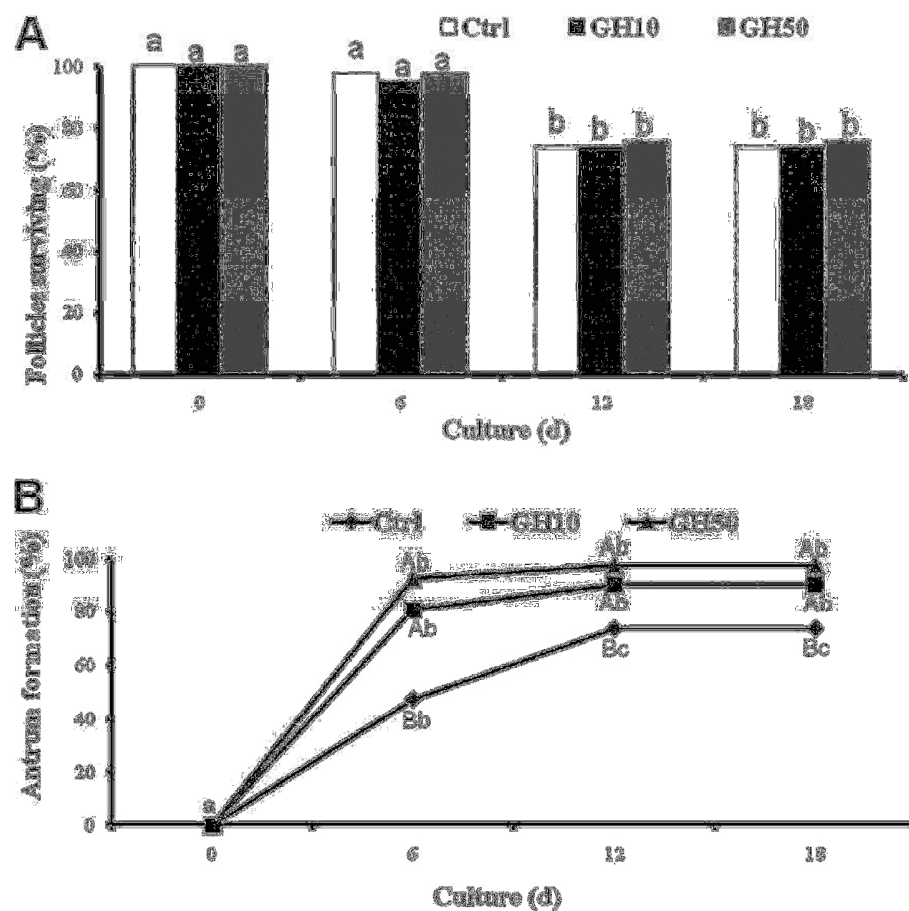 A
Ctrl GH10 GH50
a a a a a a b b b b b b
Follicles surviving (%)
100
80
60
40
20
0
0 6 12 18
Culture (d)
B
Ctrl GH10 GH50
Antrum formation (%)
100
80
60
40
20
0
Ab Ab Ab
Ab Ab Ab
Bb Bc Bc
a
0 6 12 18
Culture (d)